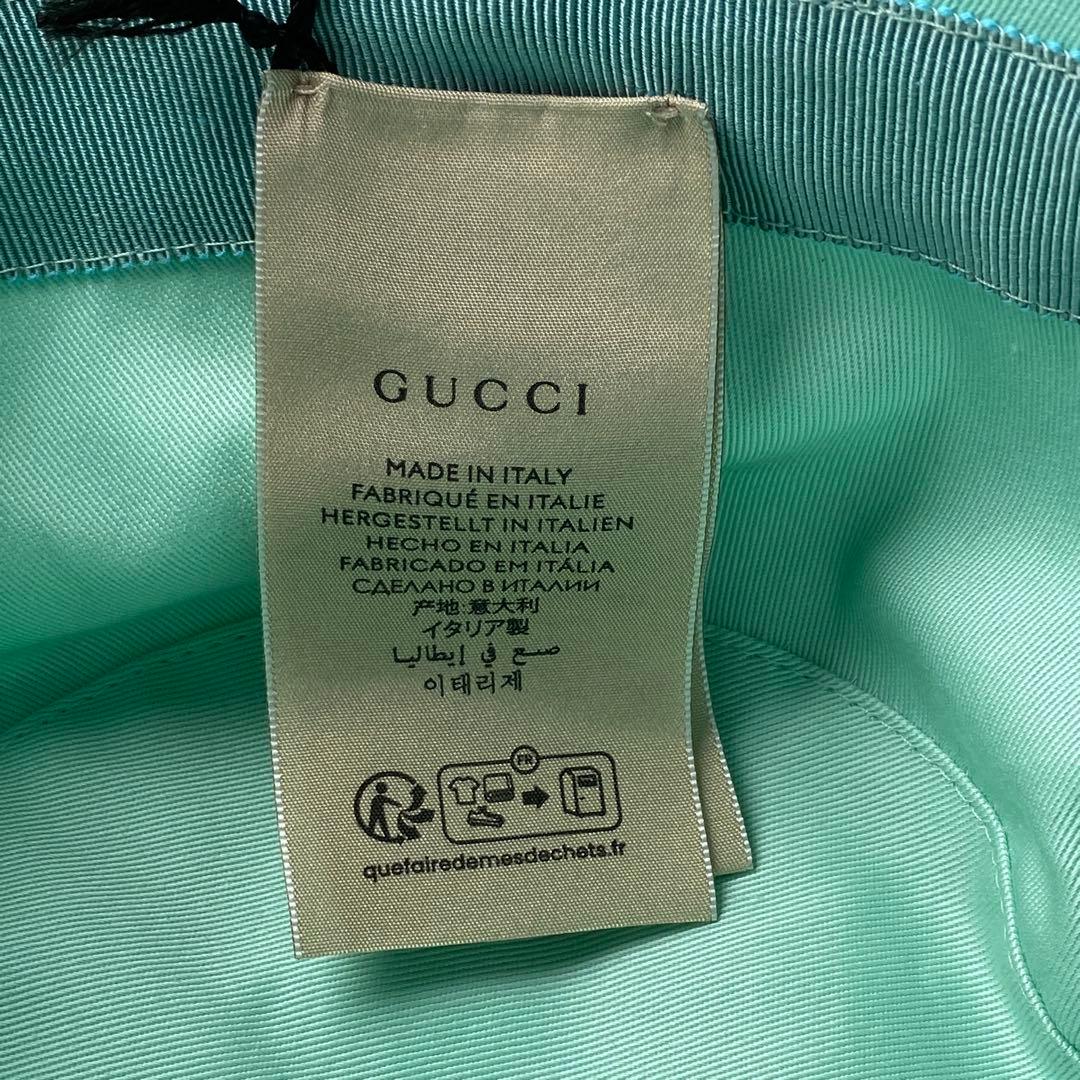 GUCCI
MADE IN ITALY
FABRIQUÉ EN ITALIE
HERGESTELLT IN ITALIEN
HECHO EN ITALIA
FABRICADO EM ITÁLIA
СДЕЛАНО В ИТАЛИИ
产地 意大利
イタリア製
صنع في إيطاليا
이태리제
FR
quefairedemesdechets.fr